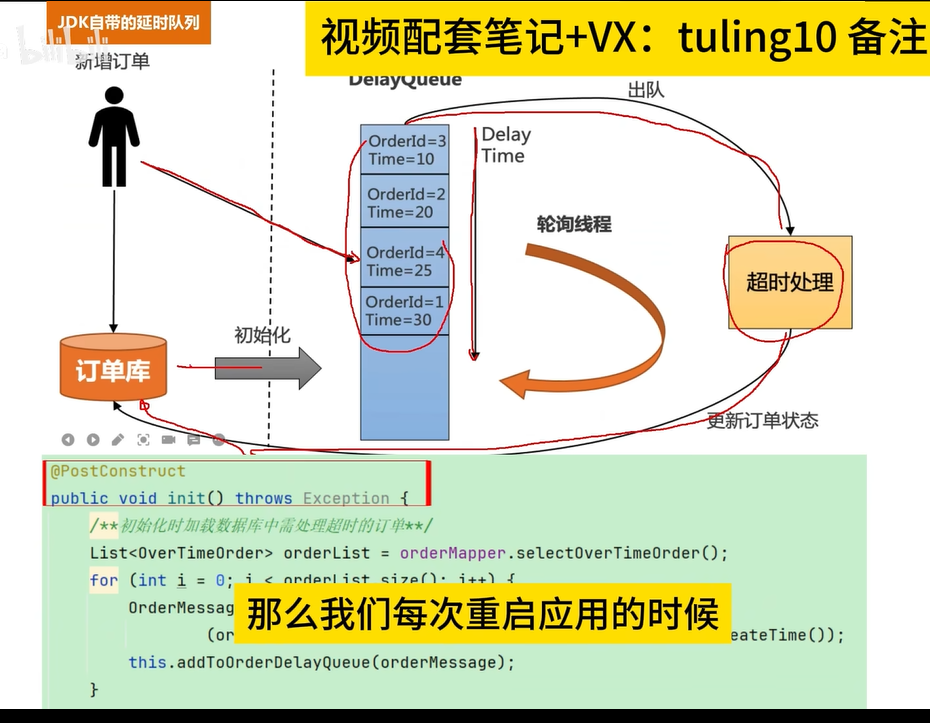 JDK自带的延时队列
视频配套笔记+VX：tuling10 备注
bilibili
新增订单
DelayQueue
出队
OrderId=3
Time=10
Delay
Time
OrderId=2
Time=20
轮询线程
OrderId=4
Time=25
超时处理
OrderId=1
Time=30
初始化
订单库
更新订单状态
@PostConstruct
public void init() throws Exception {
/**初始化时加载数据库中需处理超时的订单**/
List<OverTimeOrder> orderList = orderMapper.selectOverTimeOrder();
for (int i = 0; i < orderList.size(); i++) {
OrderMessag
那么我们每次重启应用的时候
(or eateTime());
this.addToOrderDelayQueue(orderMessage);
}